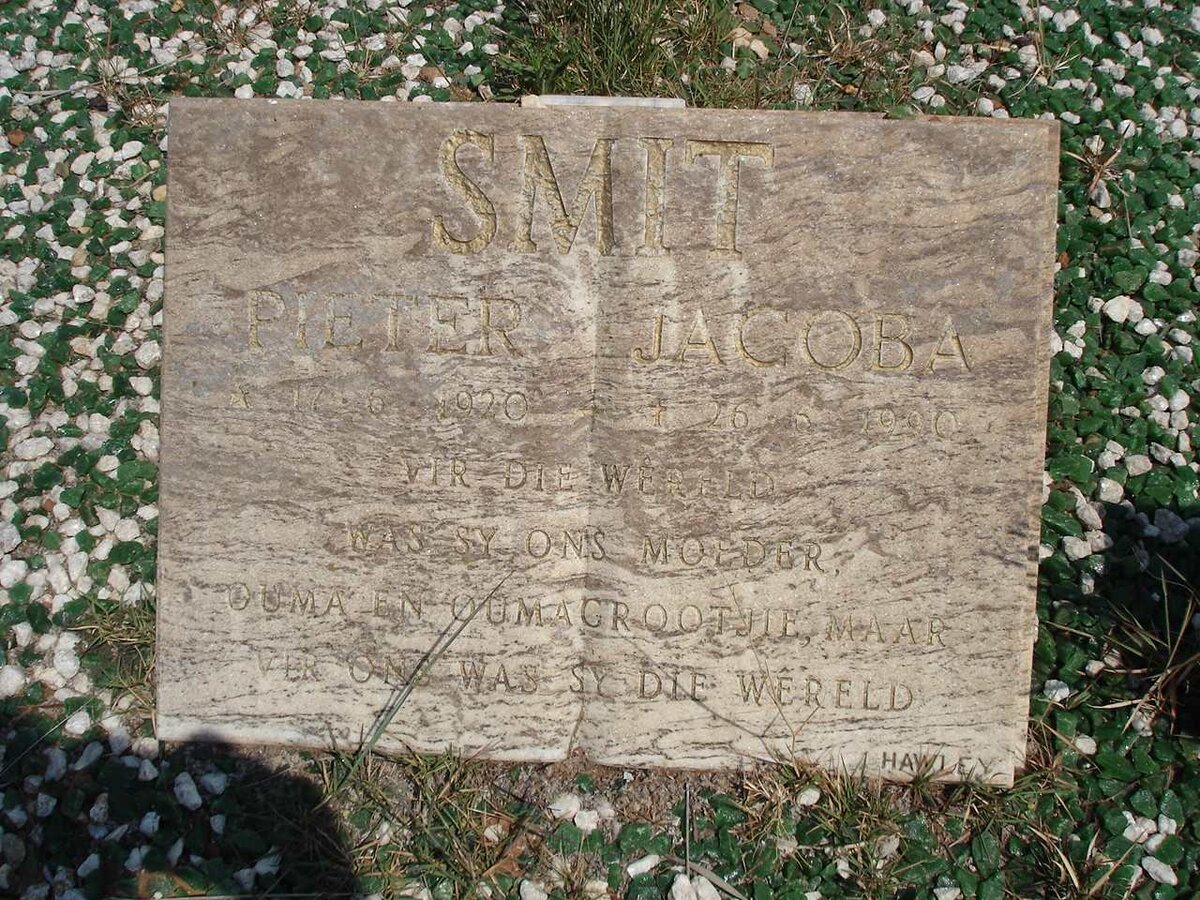 SMIT
PIETER JACOBA
* 17 6 1920 + 26 6 1990
VIR DIE WÊRELD
WAS SY ONS MOEDER,
OUMA EN OUMAGROOTJIE, MAAR
VIR ONS WAS SY DIE WÊRELD
HAWLEY